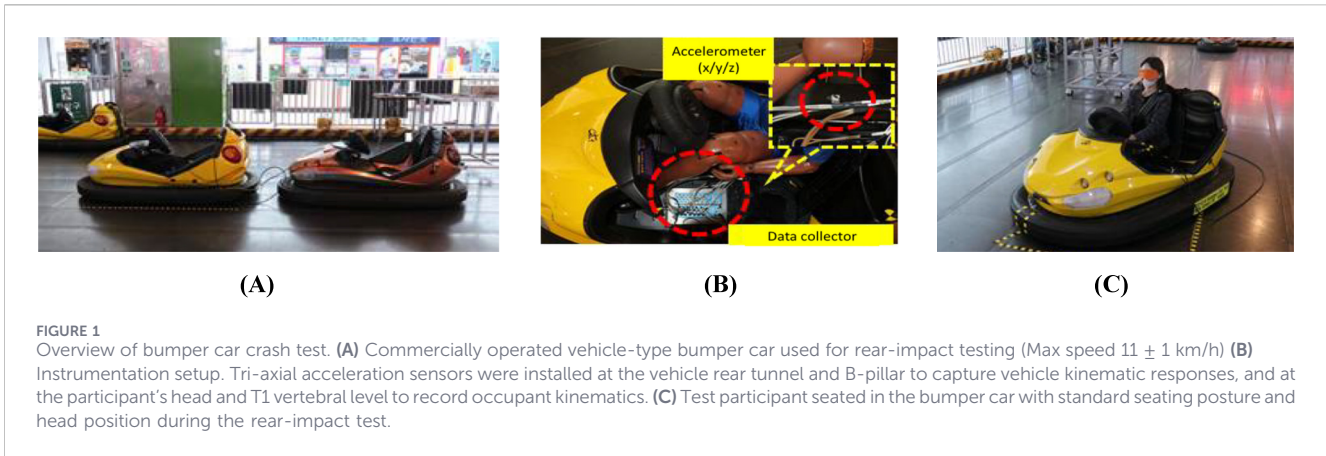 Accelerometer
(x/y/z)
Data collector
(A)
(B)
(C)
FIGURE 1
Overview of bumper car crash test. (A) Commercially operated vehicle-type bumper car used for rear-impact testing (Max speed 11 ± 1 km/h) (B)
Instrumentation setup. Tri-axial acceleration sensors were installed at the vehicle rear tunnel and B-pillar to capture vehicle kinematic responses, and at
the participant's head and T1 vertebral level to record occupant kinematics. (C) Test participant seated in the bumper car with standard seating posture and
head position during the rear-impact test.